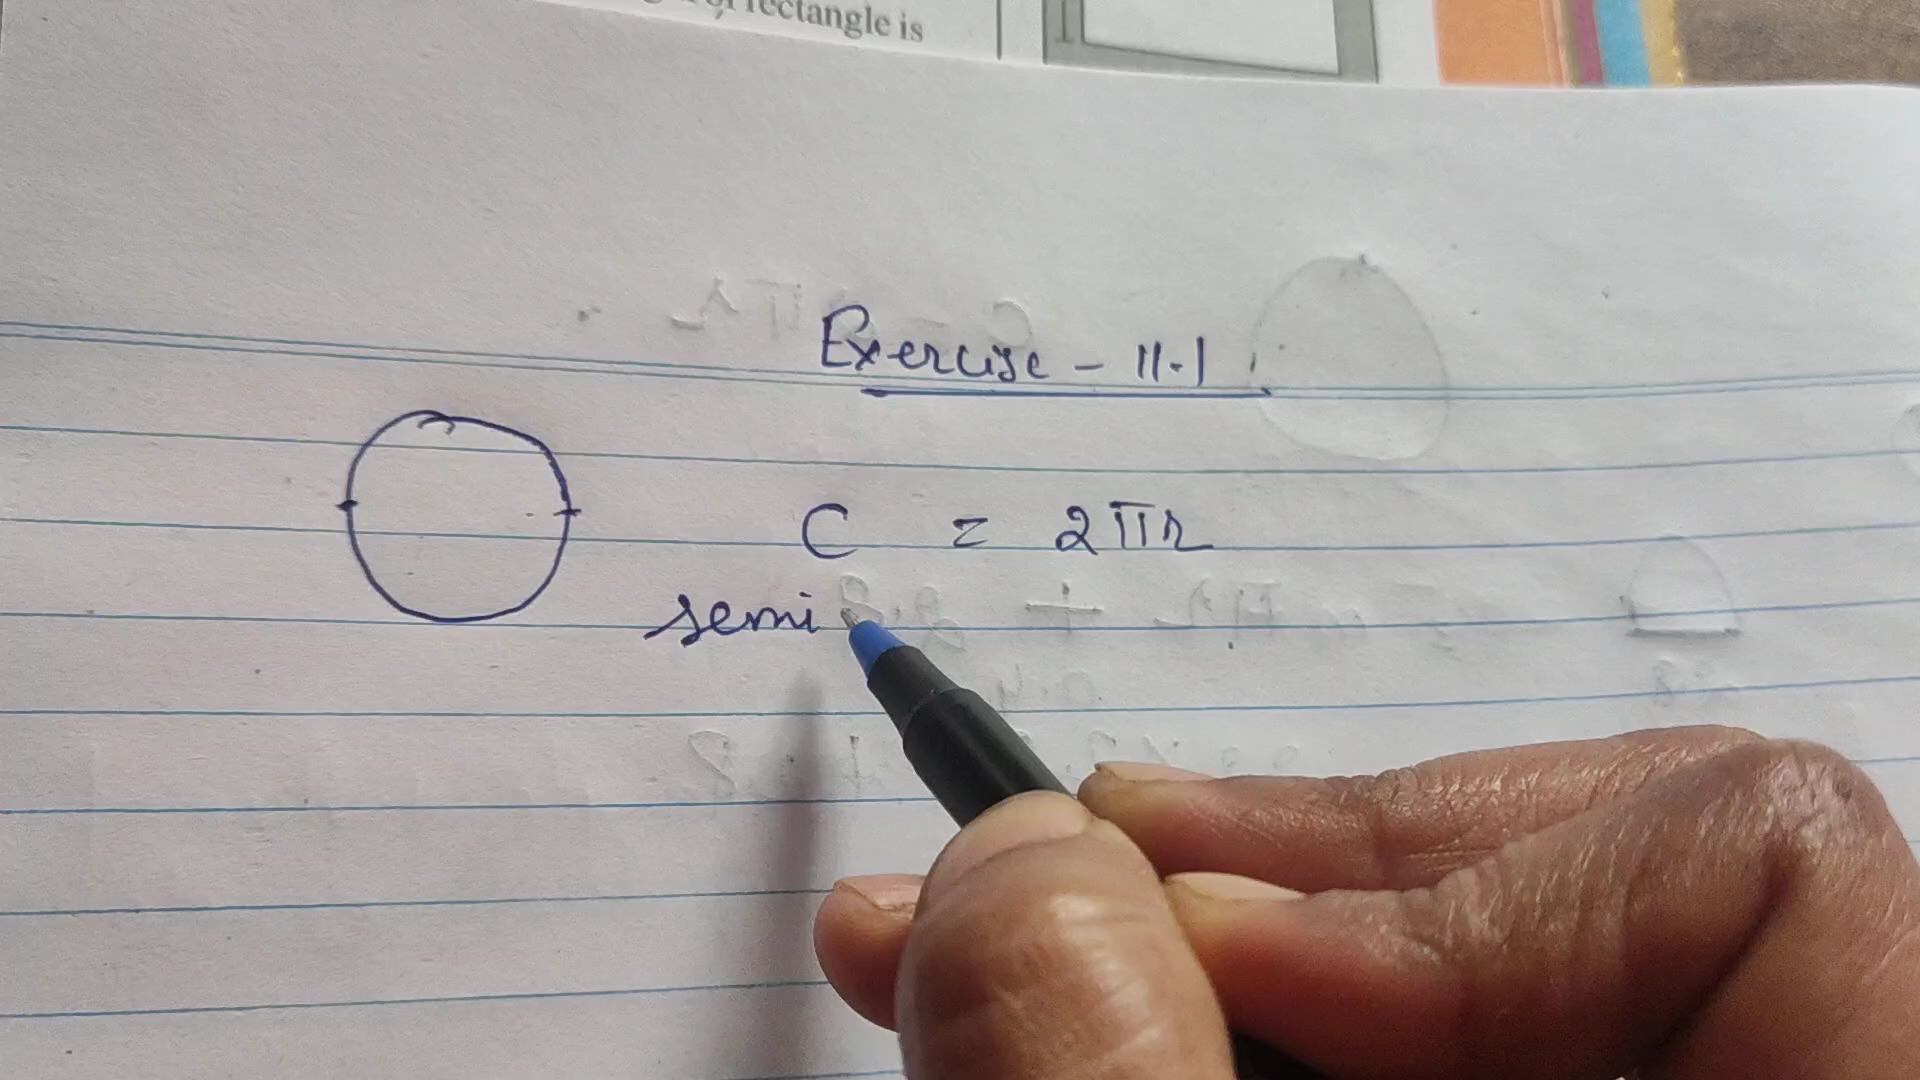 rectangle is
Exercise - 11.1
C = 2πr
semi